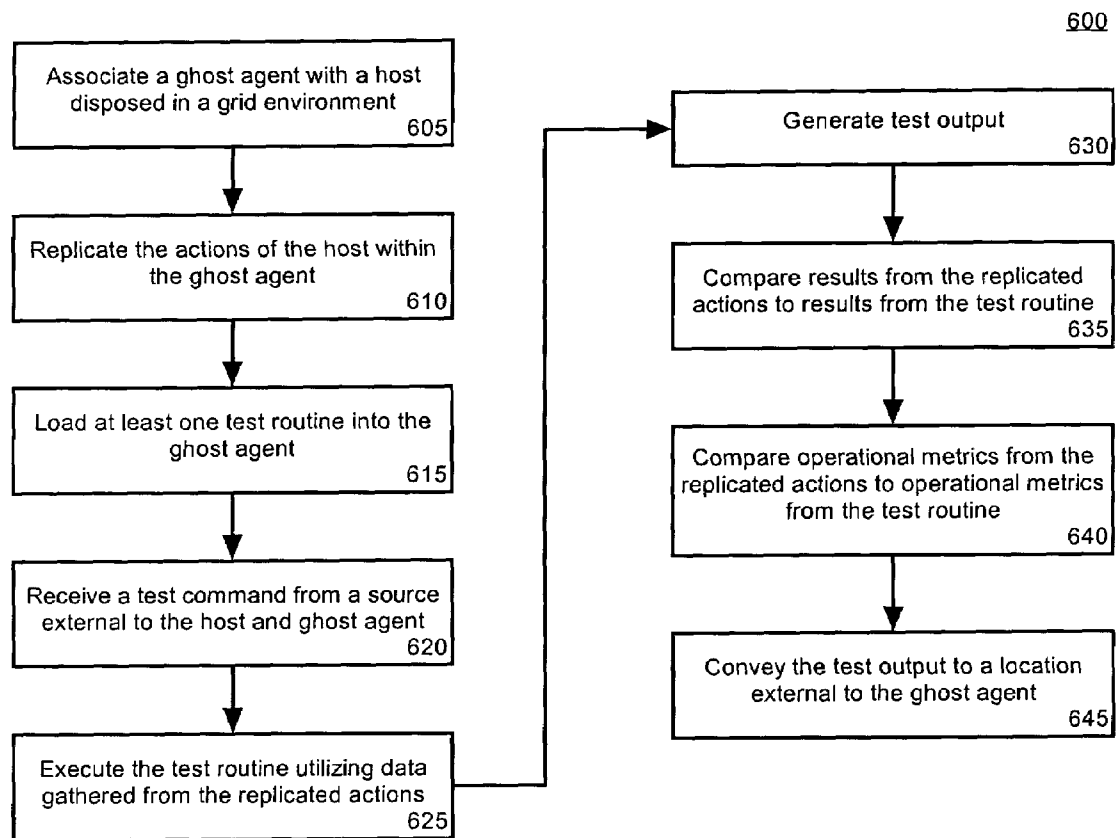 600
Associate a ghost agent with a host
disposed in a grid environment
605
Replicate the actions of the host within
the ghost agent
610
Load at least one test routine into the
ghost agent
615
Receive a test command from a source
external to the host and ghost agent
620
Execute the test routine utilizing data
gathered from the replicated actions
625
Generate test output
630
Compare results from the replicated
actions to results from the test routine
635
Compare operational metrics from the
replicated actions to operational metrics
from the test routine
640
Convey the test output to a location
external to the ghost agent
645